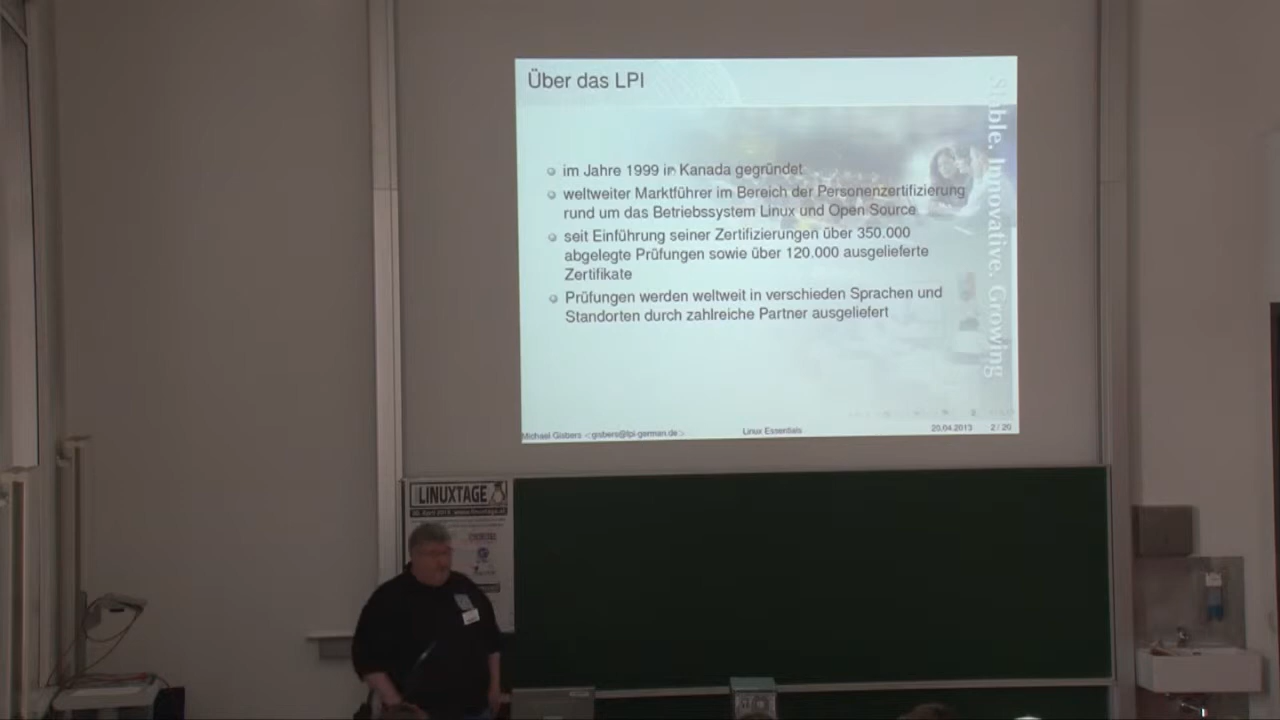 Über das LPI
im Jahre 1999 in Kanada gegründet
weltweiter Marktführer im Bereich der Personenzertifizierung
rund um das Betriebssystem Linux und Open Source
seit Einführung seiner Zertifizierungen über 350.000
abgelegte Prüfungen sowie über 120.000 ausgelieferte
Zertifikate
Prüfungen werden weltweit in verschieden Sprachen und
Standorten durch zahlreiche Partner ausgeliefert
Stable. Innovative. Growing
Michael Gisbers <gisbers@lpi-german.de>
Linux Essentials
20.04.2013
2 / 20
LINUXTAGE